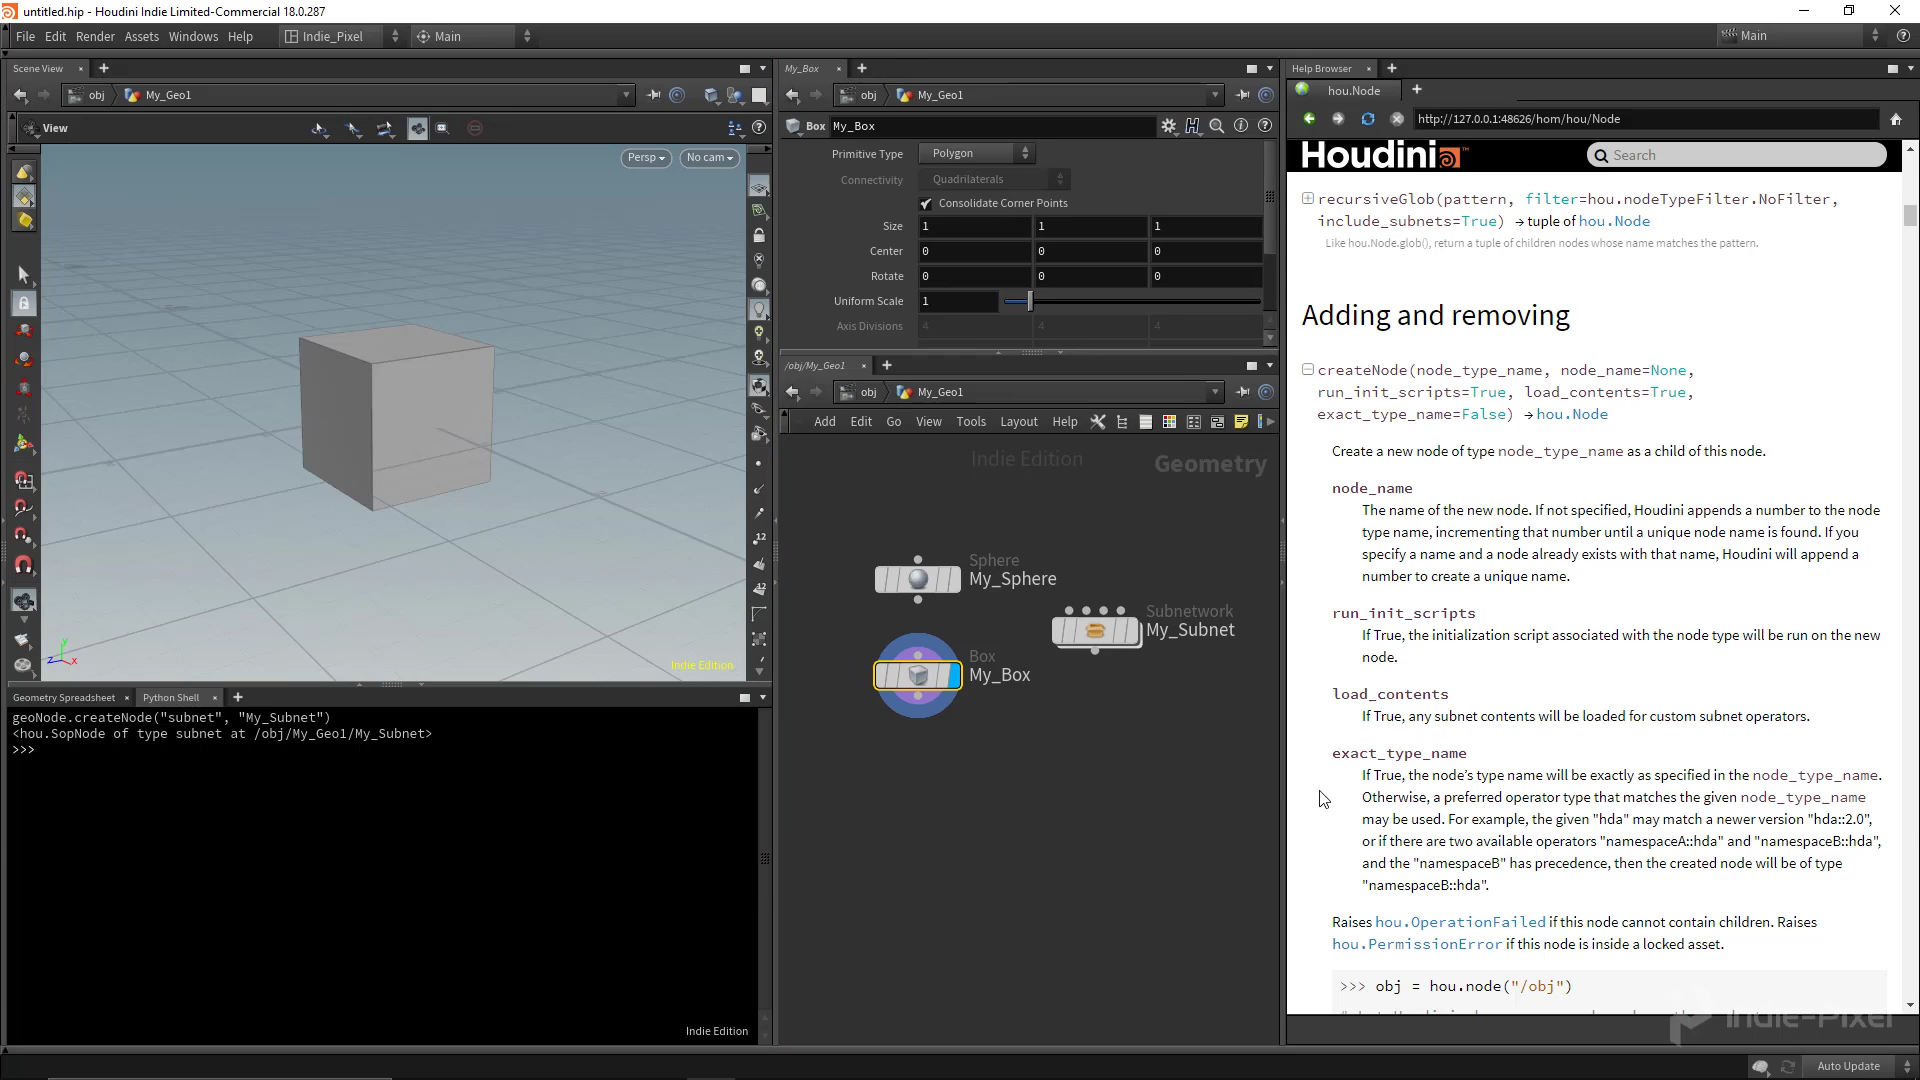 untitled.hip - Houdini Indie Limited-Commercial 18.0.287
File Edit Render Assets Windows Help Indie_Pixel Main Main
Scene View
obj My_Geo1
View
Persp No cam
Indie Edition
Geometry Spreadsheet Python Shell
geoNode.createNode("subnet", "My_Subnet")
<hou.SopNode of type subnet at /obj/My_Geo1/My_Subnet>
>>>
Indie Edition
My_Box
obj My_Geo1
Box My_Box
Primitive Type Polygon
Connectivity Quadrilaterals
Consolidate Corner Points
Size 1 1 1
Center 0 0 0
Rotate 0 0 0
Uniform Scale 1
Axis Divisions 4 4 4
/obj/My_Geo1
obj My_Geo1
Add Edit Go View Tools Layout Help
Indie Edition Geometry
Sphere
My_Sphere
Subnetwork
My_Subnet
Box
My_Box
Help Browser
hou.Node
http://127.0.0.1:48626/hom/hou/Node
Houdini Search
recursiveGlob(pattern, filter=hou.nodeTypeFilter.NoFilter,
include_subnets=True) → tuple of hou.Node
Like hou.Node.glob(), return a tuple of children nodes whose name matches the pattern.
Adding and removing
createNode(node_type_name, node_name=None,
run_init_scripts=True, load_contents=True,
exact_type_name=False) → hou.Node
Create a new node of type node_type_name as a child of this node.
node_name
The name of the new node. If not specified, Houdini appends a number to the node
type name, incrementing that number until a unique node name is found. If you
specify a name and a node already exists with that name, Houdini will append a
number to create a unique name.
run_init_scripts
If True, the initialization script associated with the node type will be run on the new
node.
load_contents
If True, any subnet contents will be loaded for custom subnet operators.
exact_type_name
If True, the node’s type name will be exactly as specified in the node_type_name.
Otherwise, a preferred operator type that matches the given node_type_name
may be used. For example, the given "hda" may match a newer version "hda::2.0",
or if there are two available operators "namespaceA::hda" and "namespaceB::hda",
and the "namespaceB" has precedence, then the created node will be of type
"namespaceB::hda".
Raises hou.OperationFailed if this node cannot contain children. Raises
hou.PermissionError if this node is inside a locked asset.
>>> obj = hou.node("/obj")
Indie-Pixel
Auto Update